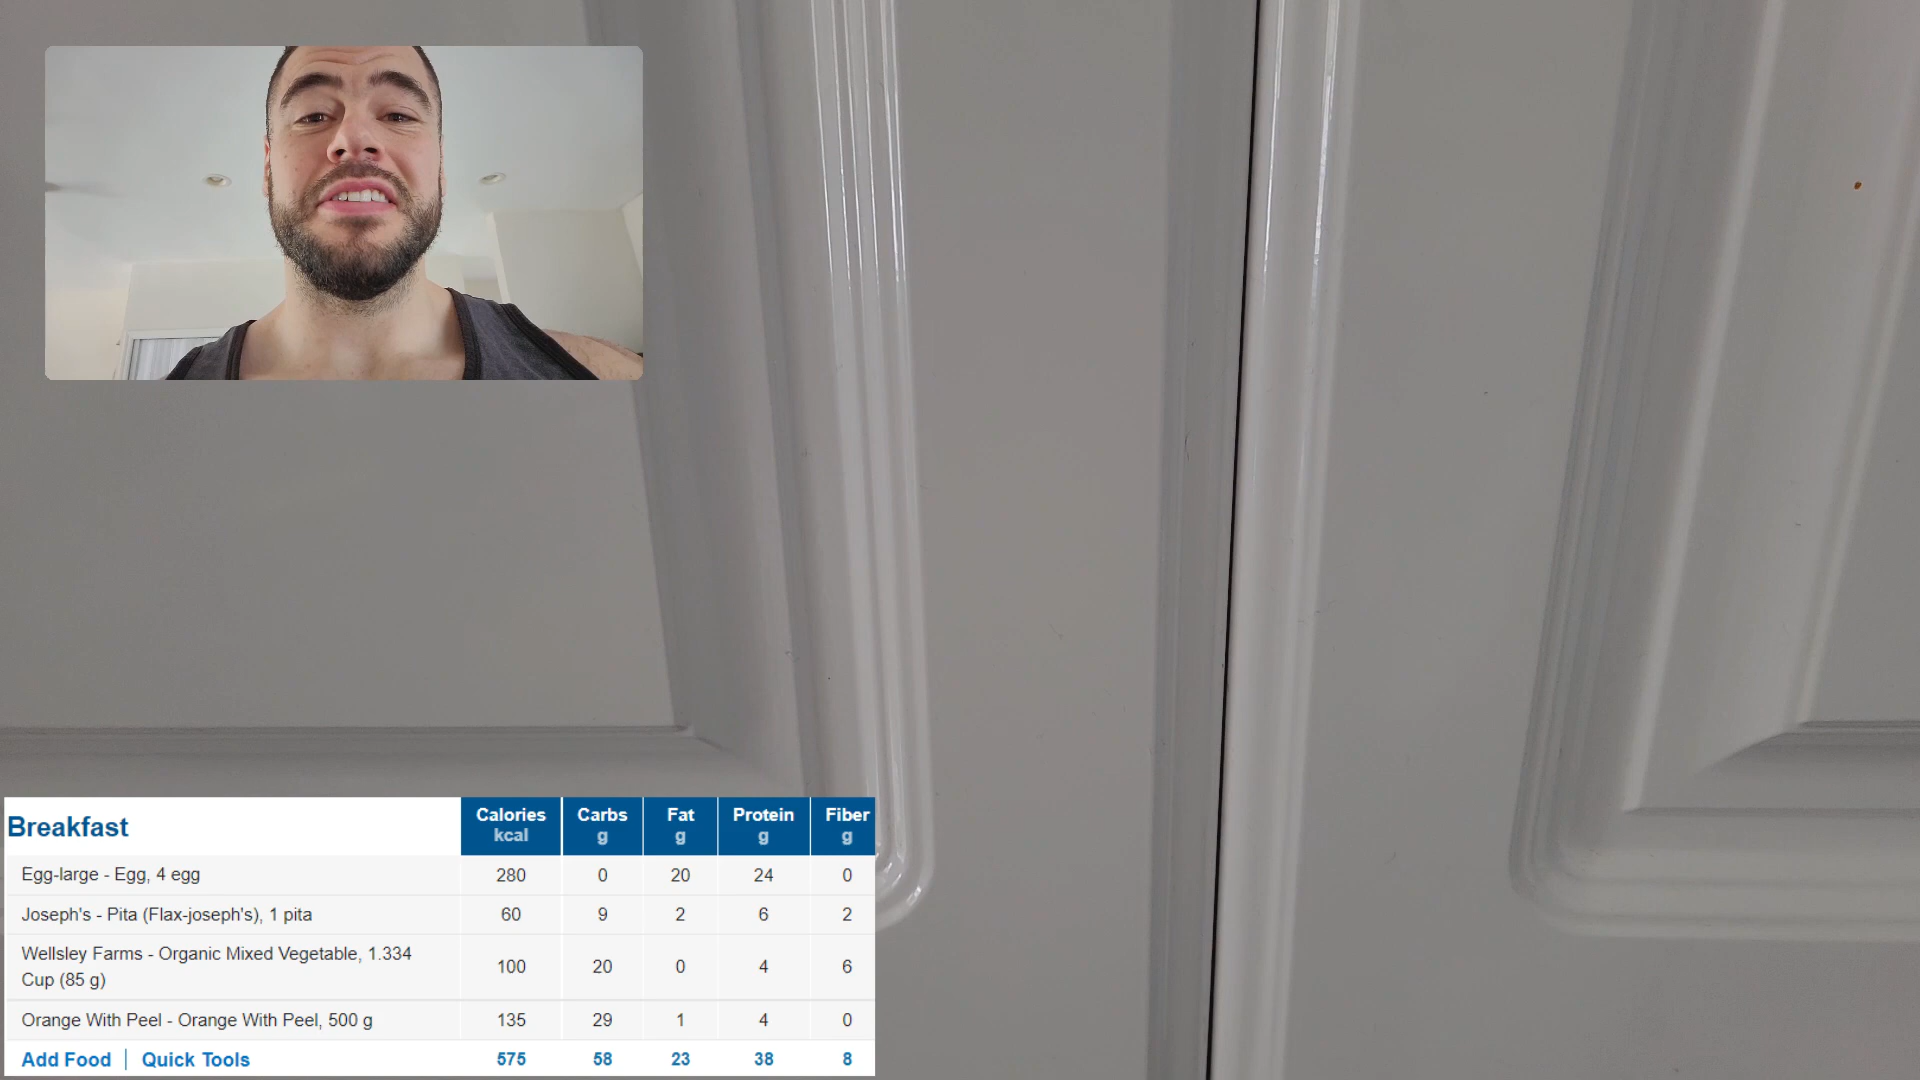 Breakfast Calories Carbs Fat Protein Fiber
kcal g g g g
Egg-large - Egg, 4 egg 280 0 20 24 0
Joseph's - Pita (Flax-joseph's), 1 pita 60 9 2 6 2
Wellsley Farms - Organic Mixed Vegetable, 1.334
Cup (85 g) 100 20 0 4 6
Orange With Peel - Orange With Peel, 500 g 135 29 1 4 0
Add Food | Quick Tools 575 58 23 38 8